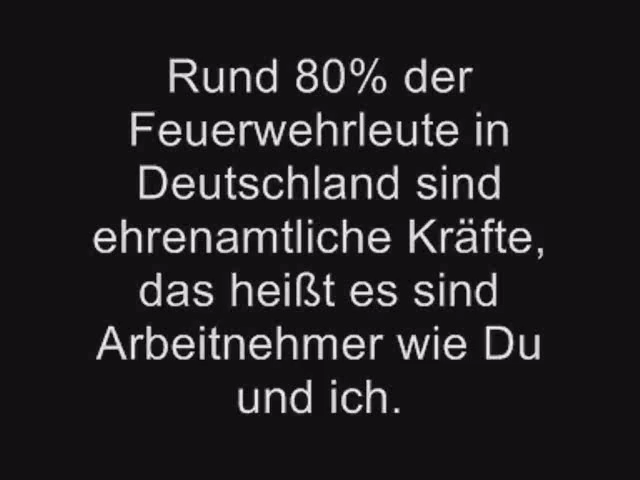 Rund 80% der
Feuerwehrleute in
Deutschland sind
ehrenamtliche Kräfte,
das heißt es sind
Arbeitnehmer wie Du
und ich.